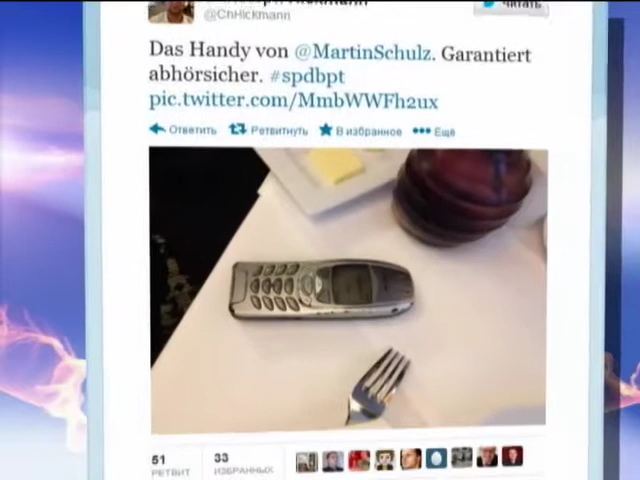 @CnHickmann
читать
Das Handy von @MartinSchulz. Garantiert
abhörsicher. #spdbpt
pic.twitter.com/MmbWWFh2ux
Ответить Ретвитнуть В избранное Ещё
51 33
РЕТВИТ ИЗБРАННЫХ